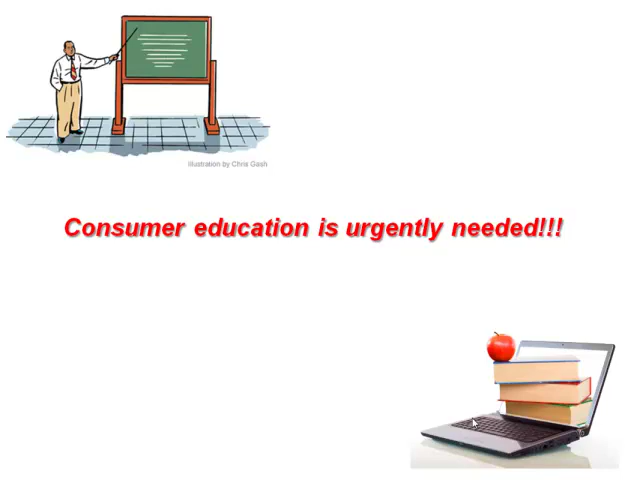 Illustration by Chris Gash
Consumer education is urgently needed!!!